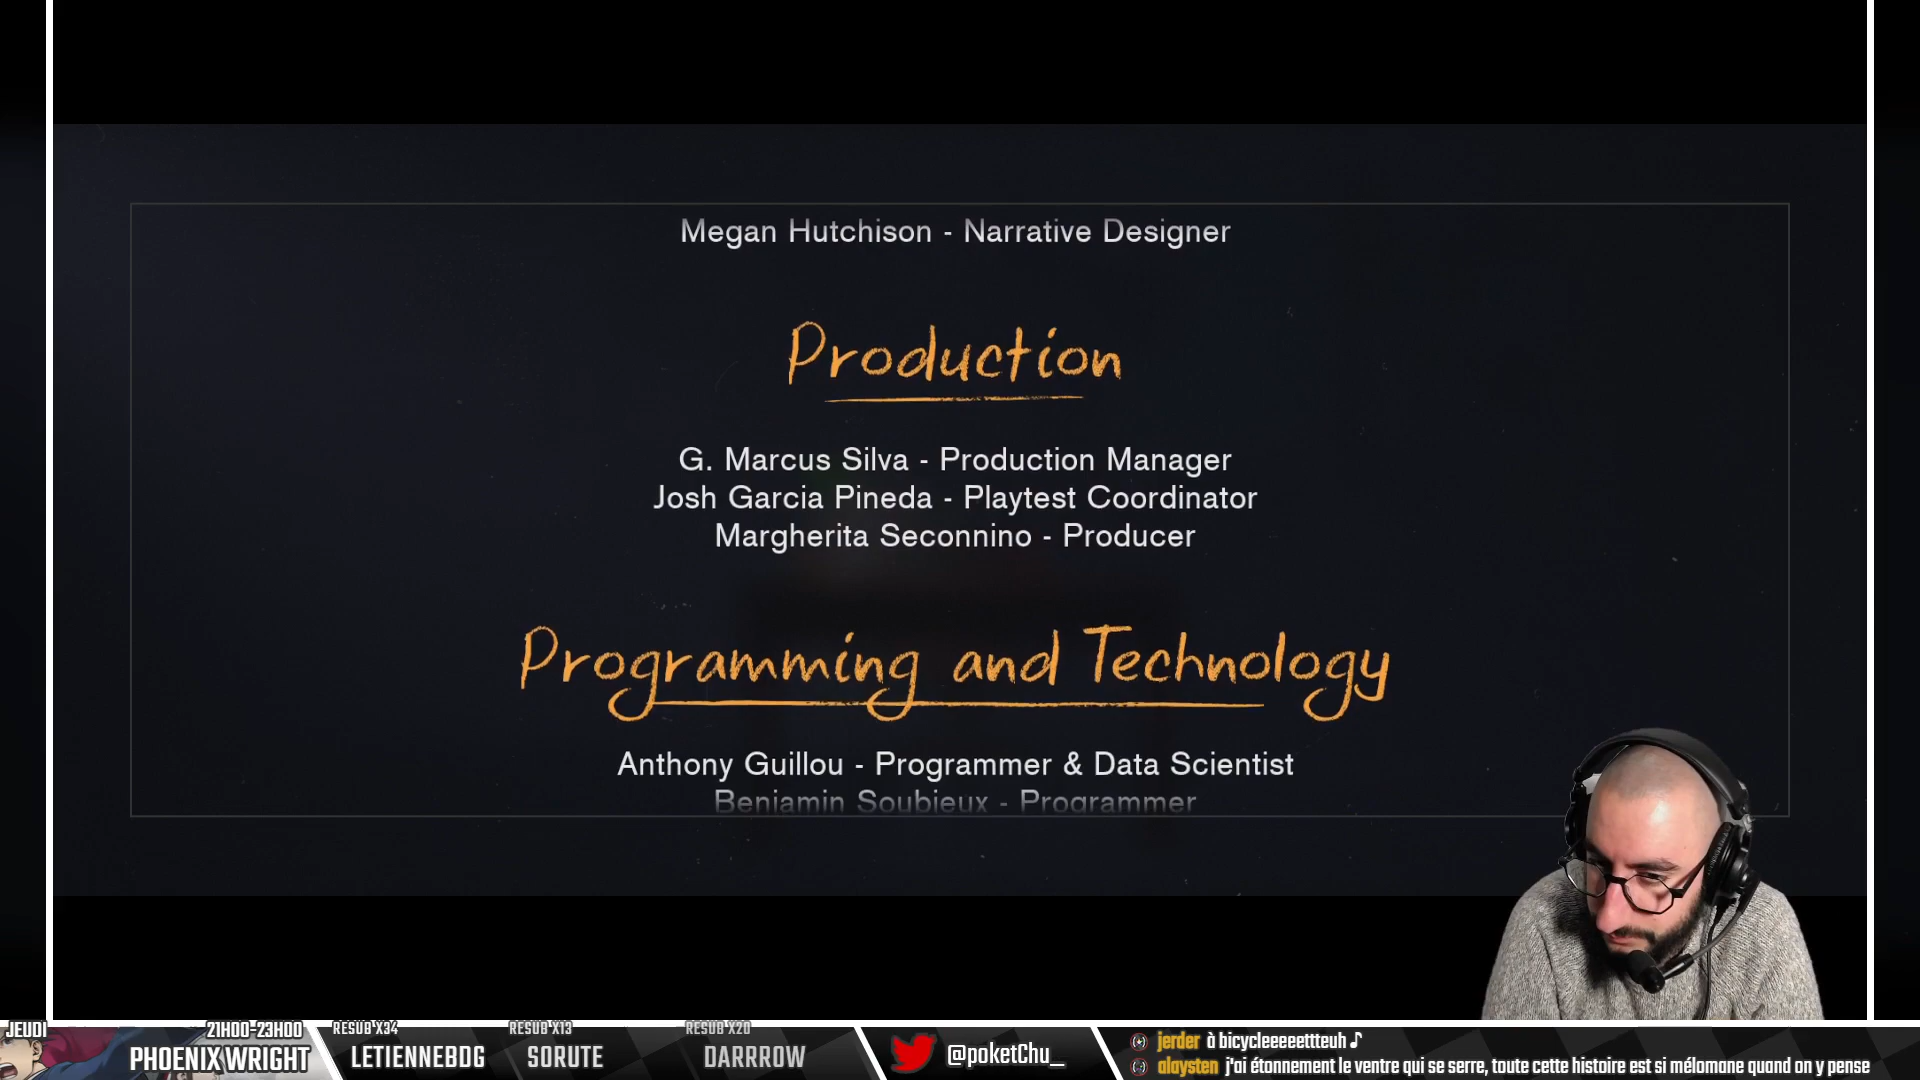 Megan Hutchison - Narrative Designer
Production
G. Marcus Silva - Production Manager
Josh Garcia Pineda - Playtest Coordinator
Margherita Seconnino - Producer
Programming and Technology
Anthony Guillou - Programmer & Data Scientist
Benjamin Soubieux - Programmer
JEUDI
21H00-23H00
PHOENIX WRIGHT
RESUB X34
LETIENNEBDG
RESUB X13
SORUTE
RESUB X20
DARRROW
@poketChu_
jerder à bicycleeeeettteuh ♪
alaysten j'ai étonnement le ventre qui se serre, toute cette histoire est si mélomane quand on y pense